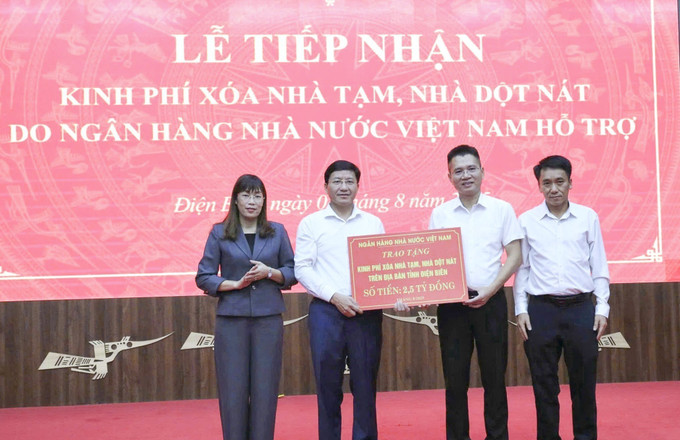 LỄ TIẾP NHẬN
KINH PHÍ XÓA NHÀ TẠM, NHÀ DỘT NÁT
DO NGÂN HÀNG NHÀ NƯỚC VIỆT NAM HỖ TRỢ
Điện ngày tháng 8 năm
NGÂN HÀNG NHÀ NƯỚC VIỆT NAM
TRAO TẶNG
KINH PHÍ XÓA NHÀ TẠM, NHÀ DỘT NÁT
TRÊN ĐỊA BÀN TỈNH ĐIỆN BIÊN
SỐ TIỀN: 2,5 TỶ ĐỒNG